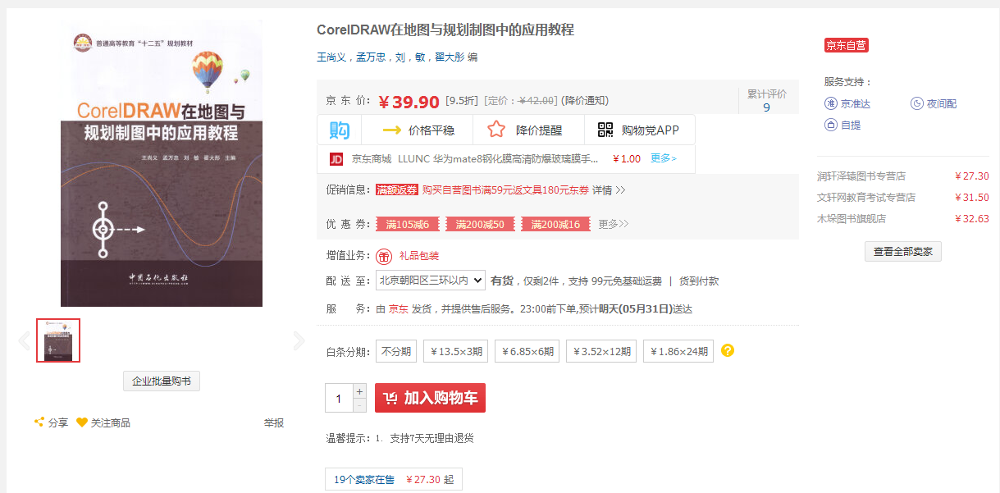 普通高等教育“十二五”规划教材
CorelDRAW在地图与
规划制图中的应用教程
王尚义 孟万忠 刘 敏 翟大彤 主编
中国石化出版社
企业批量购书
分享 关注商品 举报
CorelDRAW在地图与规划制图中的应用教程
王尚义，孟万忠，刘，敏，翟大彤 编
京 东 价: ￥39.90 [9.5折] [定价：￥42.00] (降价通知)
累计评价
9
购 价格平稳 降价提醒 购物党APP
JD 京东商城 LLUNC 华为mate8钢化膜高清防爆玻璃膜手... ￥1.00 更多>
促销信息: 满额返券 购买自营图书满59元返文具180元东券 详情 >>
优 惠 券: 满105减6 满200减50 满200减16 更多>>
增值业务: 礼品包装
配 送 至: 北京朝阳区三环以内 有货，仅剩2件，支持 99元免基础运费 | 货到付款
服 务: 由 京东 发货，并提供售后服务。23:00前下单,预计明天(05月31日)送达
白条分期: 不分期 ￥13.5×3期 ￥6.85×6期 ￥3.52×12期 ￥1.86×24期 ?
1 + - 加入购物车
温馨提示: 1. 支持7天无理由退货
19个卖家在售 ￥27.30 起
京东自营
服务支持：
准 京准达 夜间配
自提
润轩泽辕图书专营店 ￥27.30
文轩网教育考试专营店 ￥31.50
木垛图书旗舰店 ￥32.63
查看全部卖家